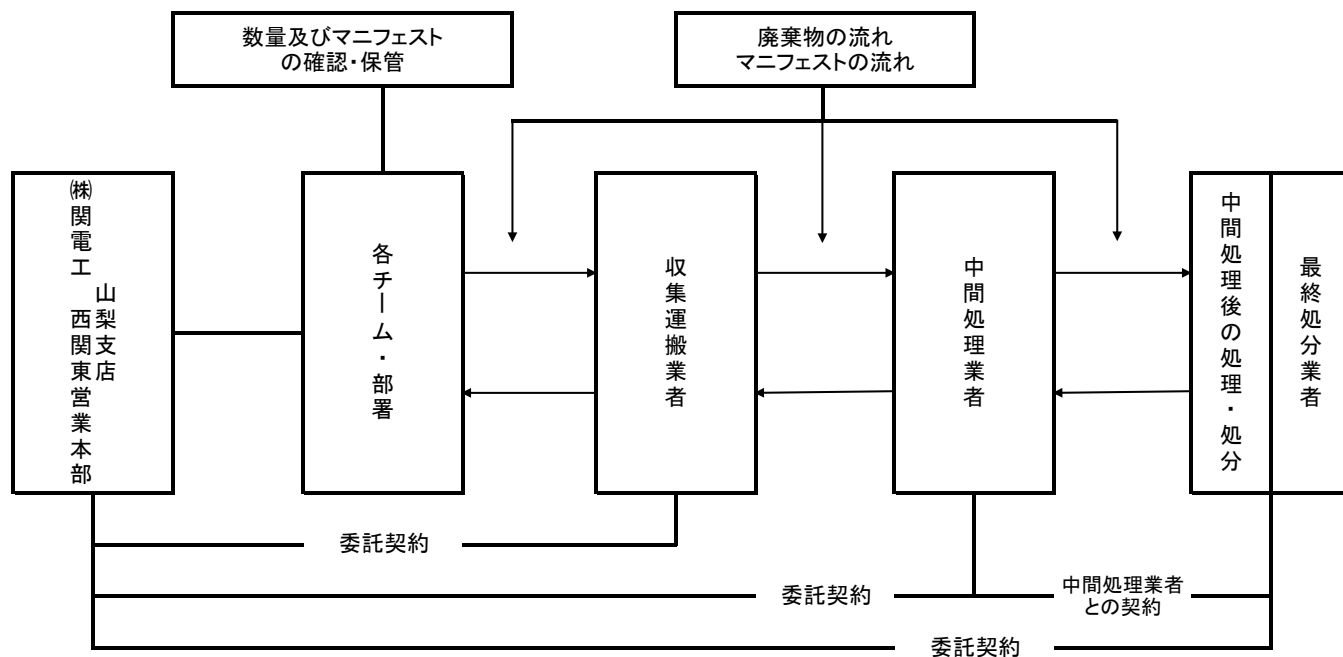 数量及びマニフェスト
の確認・保管
廃棄物の流れ
マニフェストの流れ
㈱関電工　西関東営業本部
山梨支店
各チーム・部署
収集運搬業者
中間処理業者
中間処理後の処理・処分
最終処分業者
委託契約
委託契約
中間処理業者
との契約
委託契約